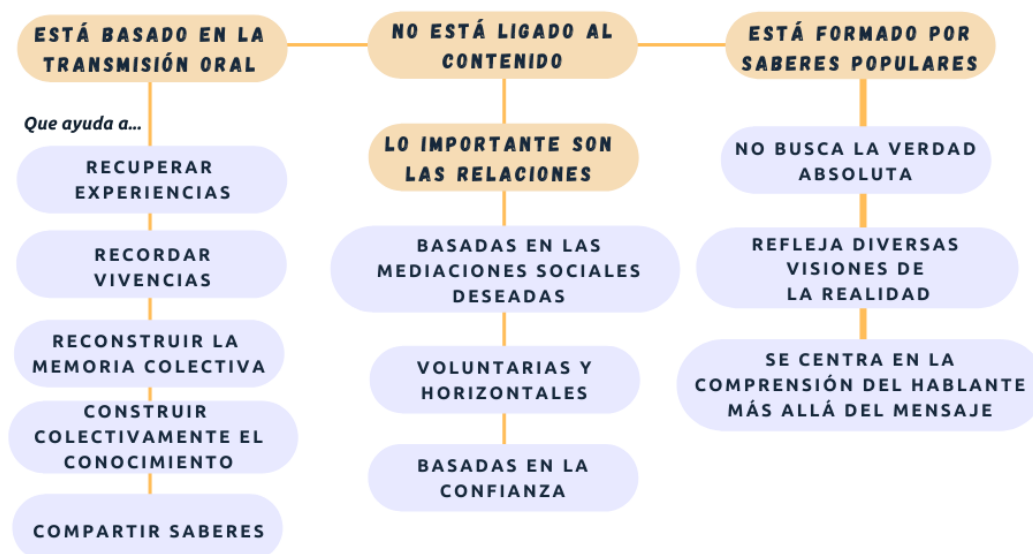 ESTÁ BASADO EN LA
TRANSMISIÓN ORAL
Que ayuda a...
RECUPERAR
EXPERIENCIAS
RECORDAR
VIVENCIAS
RECONSTRUIR LA
MEMORIA COLECTIVA
CONSTRUIR
COLECTIVAMENTE EL
CONOCIMIENTO
COMPARTIR SABERES
NO ESTÁ LIGADO AL
CONTENIDO
LO IMPORTANTE SON
LAS RELACIONES
BASADAS EN LAS
MEDIACIONES SOCIALES
DESEADAS
VOLUNTARIAS Y
HORIZONTALES
BASADAS EN LA
CONFIANZA
ESTÁ FORMADO POR
SABERES POPULARES
NO BUSCA LA VERDAD
ABSOLUTA
REFLEJA DIVERSAS
VISIONES DE
LA REALIDAD
SE CENTRA EN LA
COMPRENSIÓN DEL HABLANTE
MÁS ALLÁ DEL MENSAJE